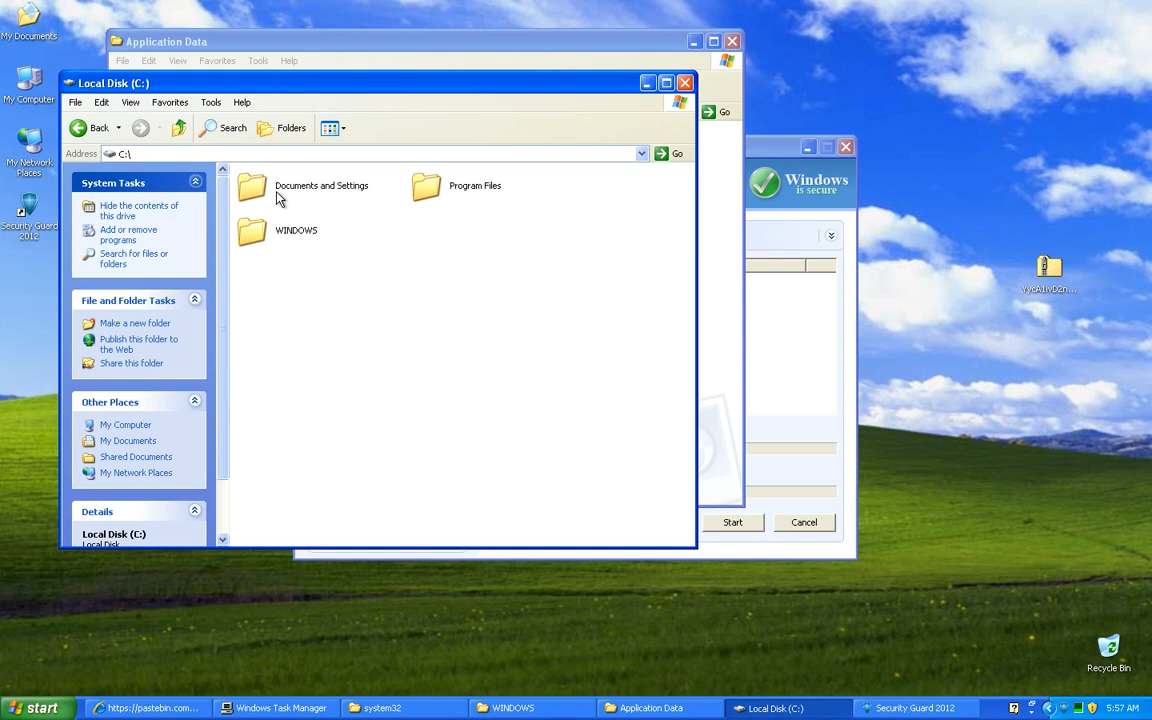 My Documents
My Computer
My Network
Places
Security Guard
2012
Application Data
File Edit View Favorites Tools Help
Go
Local Disk (C:)
File Edit View Favorites Tools Help
Back
Search
Folders
Address
C:\
Go
System Tasks
Hide the contents of
this drive
Add or remove
programs
Search for files or
folders
File and Folder Tasks
Make a new folder
Publish this folder to
the Web
Share this folder
Other Places
My Computer
My Documents
Shared Documents
My Network Places
Details
Local Disk (C:)
Local Disk
Documents and Settings
Program Files
WINDOWS
Windows
is secure
Start
Cancel
YycA1ivD2n...
Recycle Bin
start
https://pastebin.com...
Windows Task Manager
system32
WINDOWS
Application Data
Local Disk (C:)
Security Guard 2012
5:57 AM